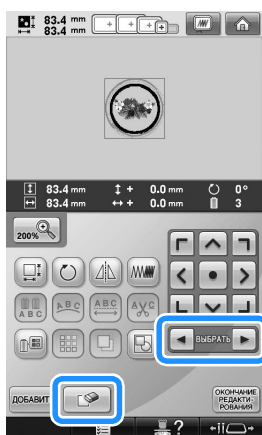 83.4 mm
83.4 mm
83.4 mm + 0.0 mm 0°
83.4 mm + 0.0 mm 3
200%
A B C A B C A B C A C
ВЫБРАТЬ
ДОБАВИТ
ОКОНЧАНИЕ
РЕДАКТИ-
РОВАНИЯ
?